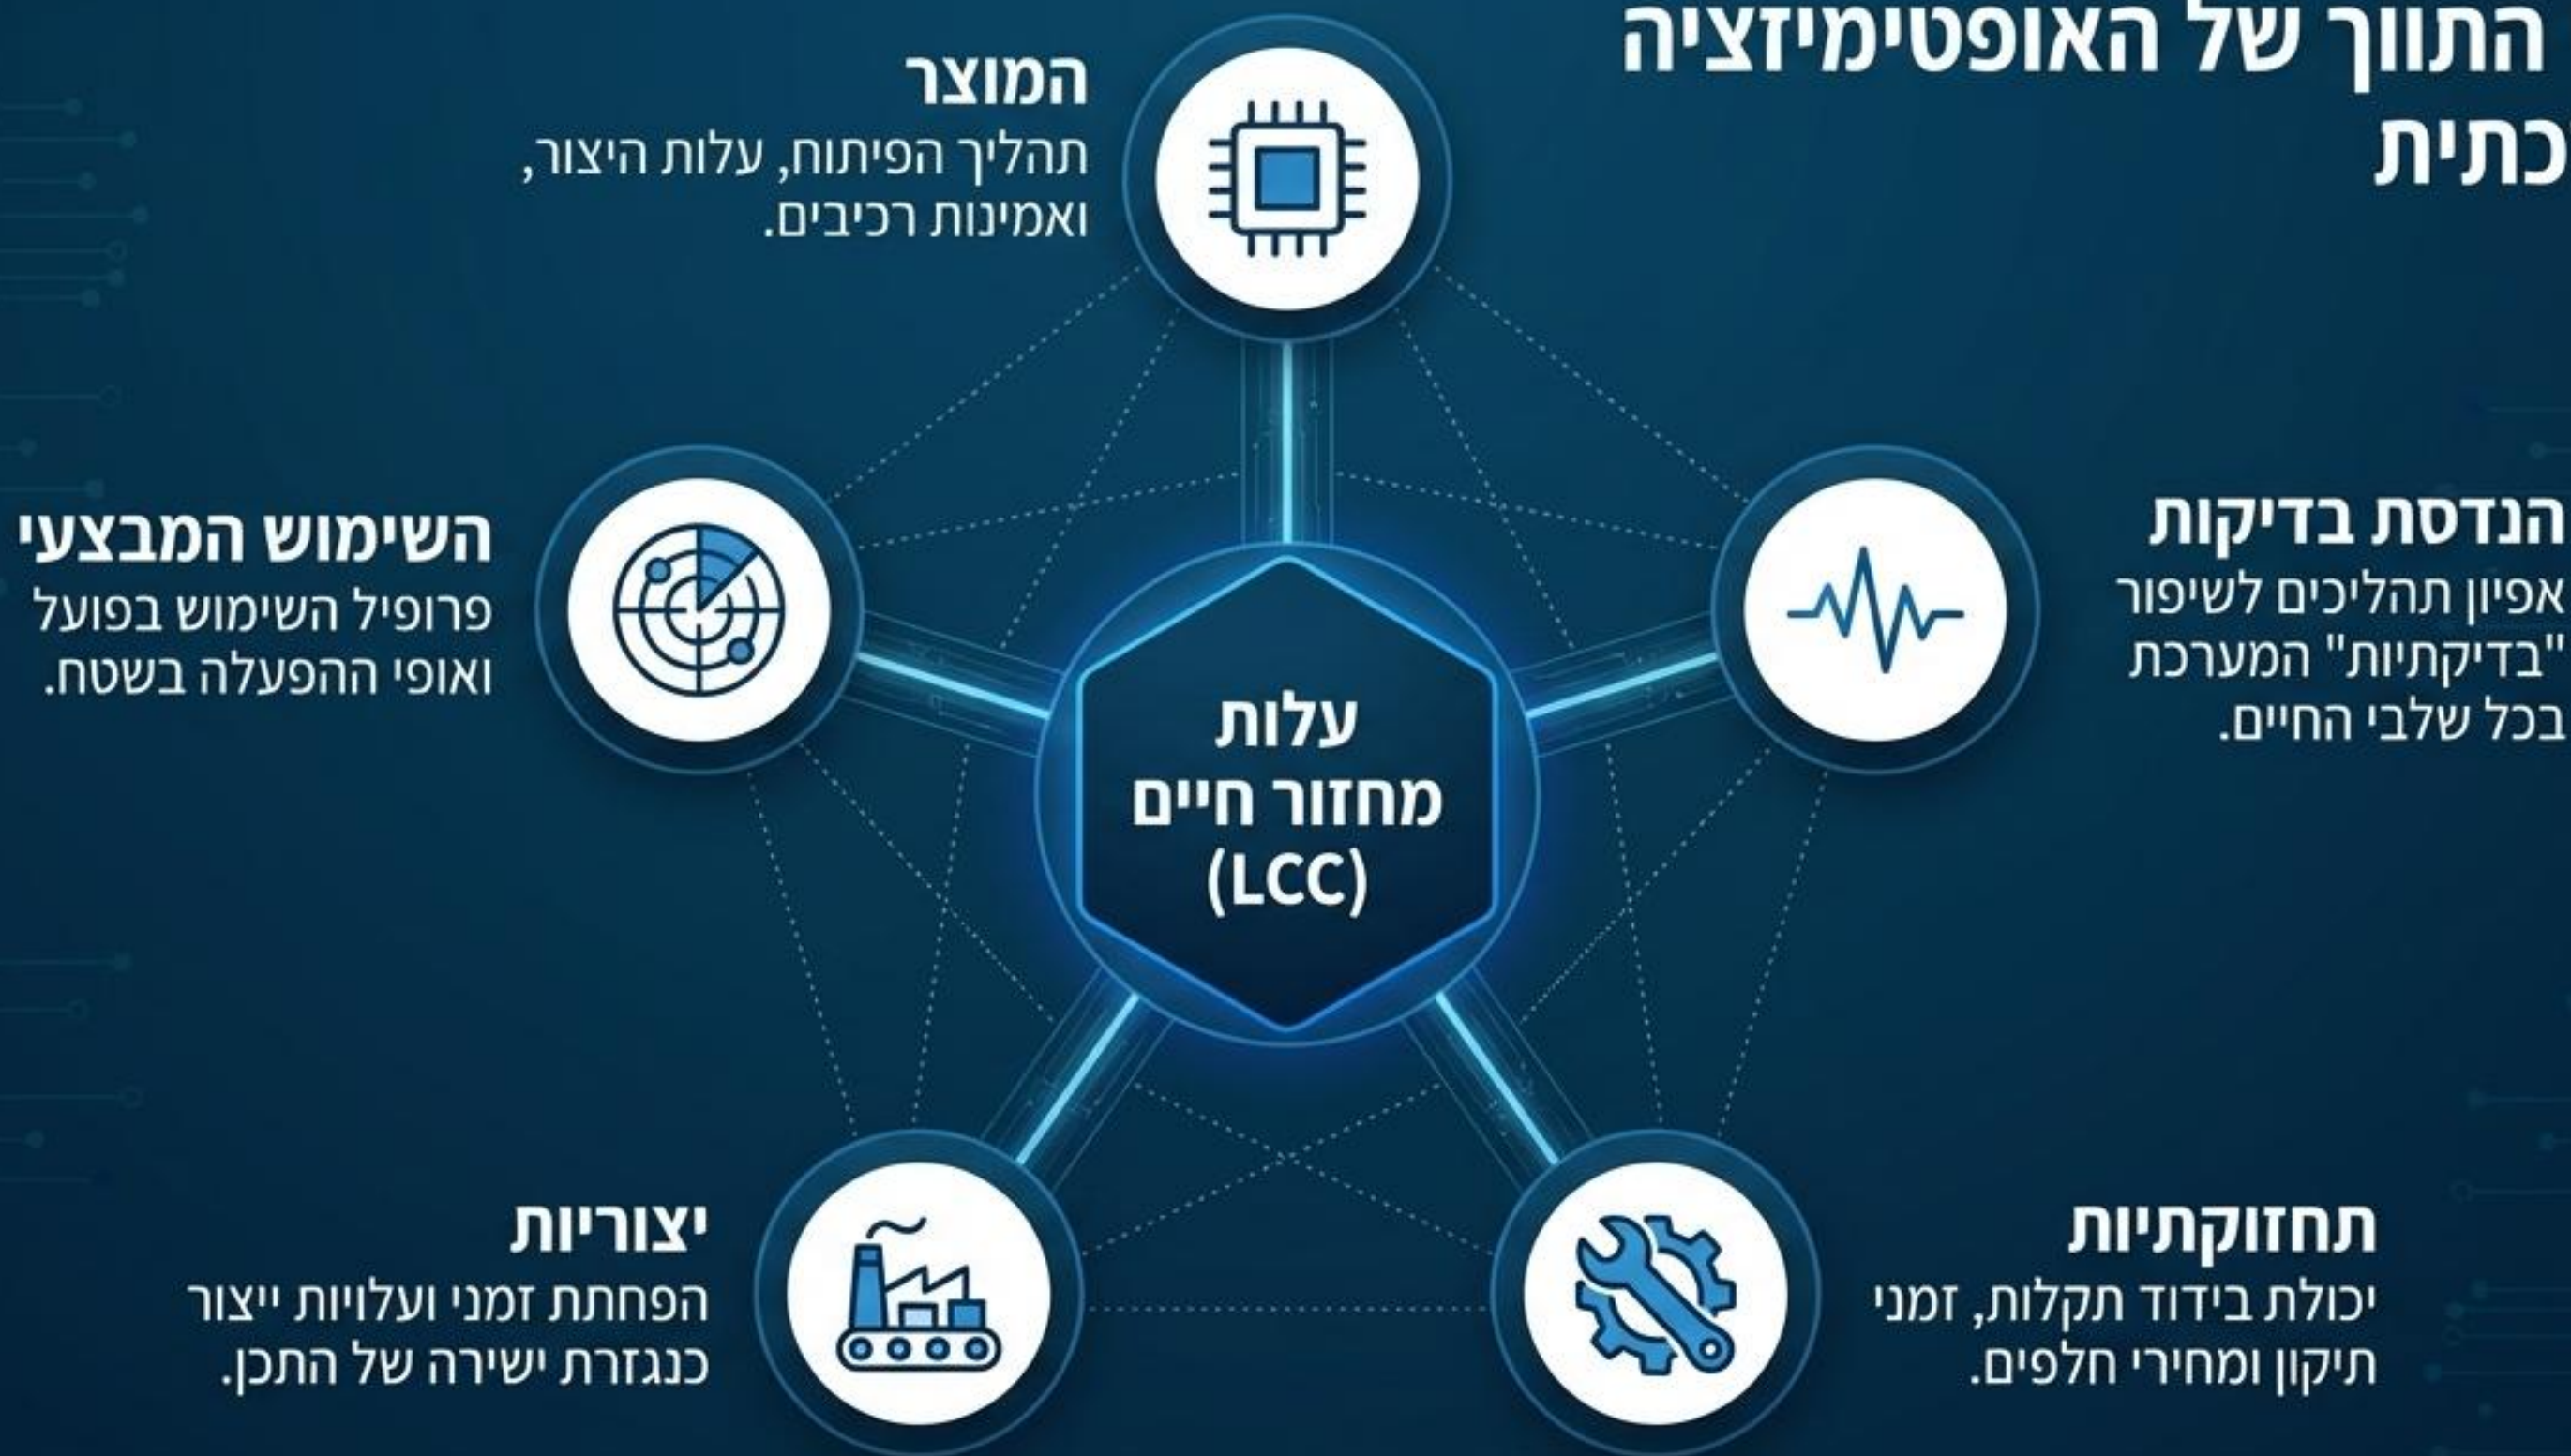 התווך של האופטימיזציה
כתית
המוצר
תהליך הפיתוח, עלות היצור,
ואמינות רכיבים.
הנדסת בדיקות
אפיון תהליכים לשיפור
"בדיקתיות" המערכת
בכל שלבי החיים.
השימוש המבצעי
פרופיל השימוש בפועל
ואופי ההפעלה בשטח.
עלות
מחזור חיים
(LCC)
תחזוקתיות
יכולת בידוד תקלות, זמני
תיקון ומחירי חלפים.
יצוריות
הפחתת זמני ועלויות ייצור
כנגזרת ישירה של התכן.